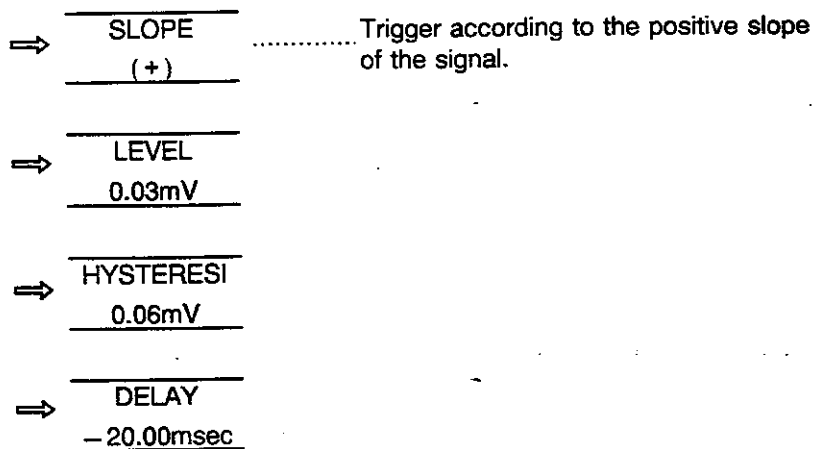 SLOPE
(+)
............ Trigger according to the positive slope
of the signal.
LEVEL
0.03mV
HYSTERESI
0.06mV
DELAY
−20.00msec